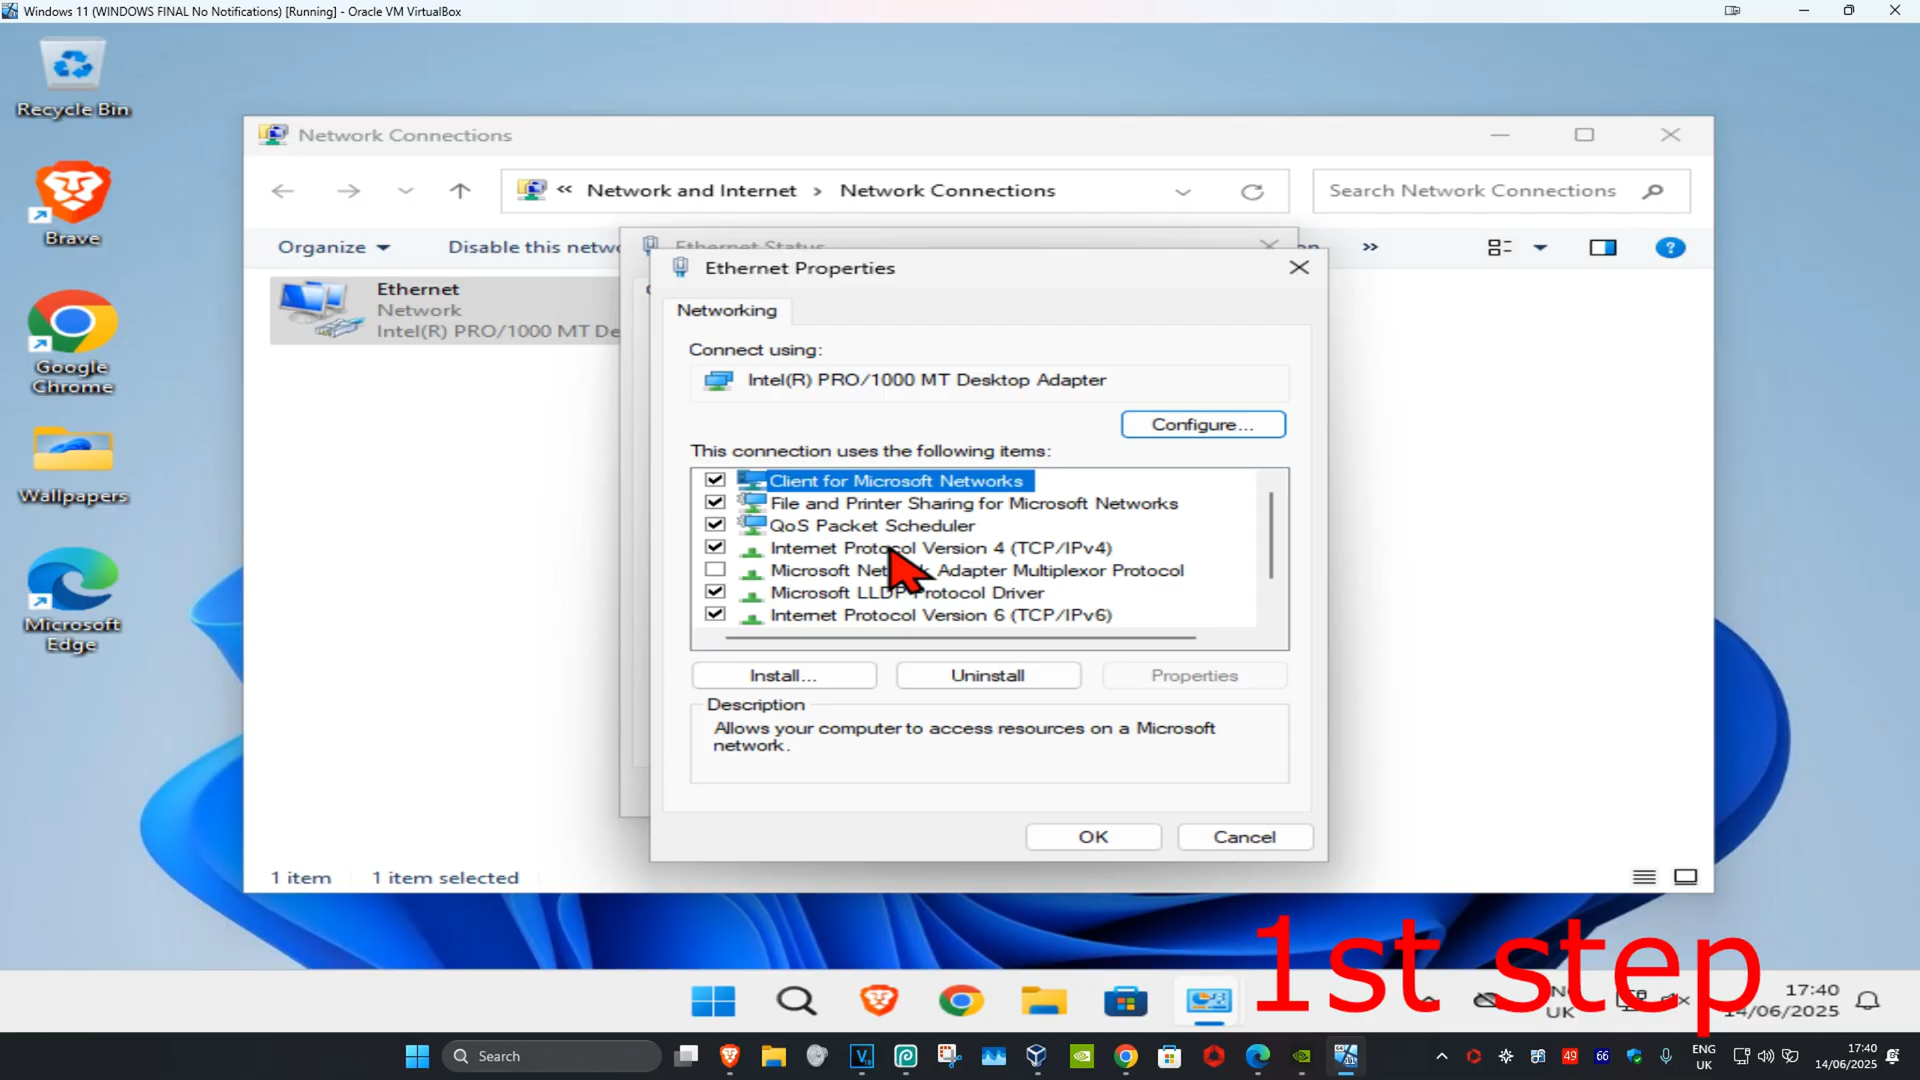 Windows 11 (WINDOWS FINAL No Notifications) [Running] - Oracle VM VirtualBox
Recycle Bin
Brave
Google
Chrome
Wallpapers
Microsoft
Edge
Network Connections
« Network and Internet › Network Connections
Search Network Connections
Organize
Disable this netwo
»
Ethernet
Network
Intel(R) PRO/1000 MT De
Ethernet Status
Ethernet Properties
Networking
Connect using:
Intel(R) PRO/1000 MT Desktop Adapter
Configure...
This connection uses the following items:
Client for Microsoft Networks
File and Printer Sharing for Microsoft Networks
QoS Packet Scheduler
Internet Protocol Version 4 (TCP/IPv4)
Microsoft Network Adapter Multiplexor Protocol
Microsoft LLDP Protocol Driver
Internet Protocol Version 6 (TCP/IPv6)
Install...
Uninstall
Properties
Description
Allows your computer to access resources on a Microsoft
network.
OK
Cancel
1 item
1 item selected
1st step
UK
17:40
14/06/2025
Search
49
66
ENG
UK
17:40
14/06/2025